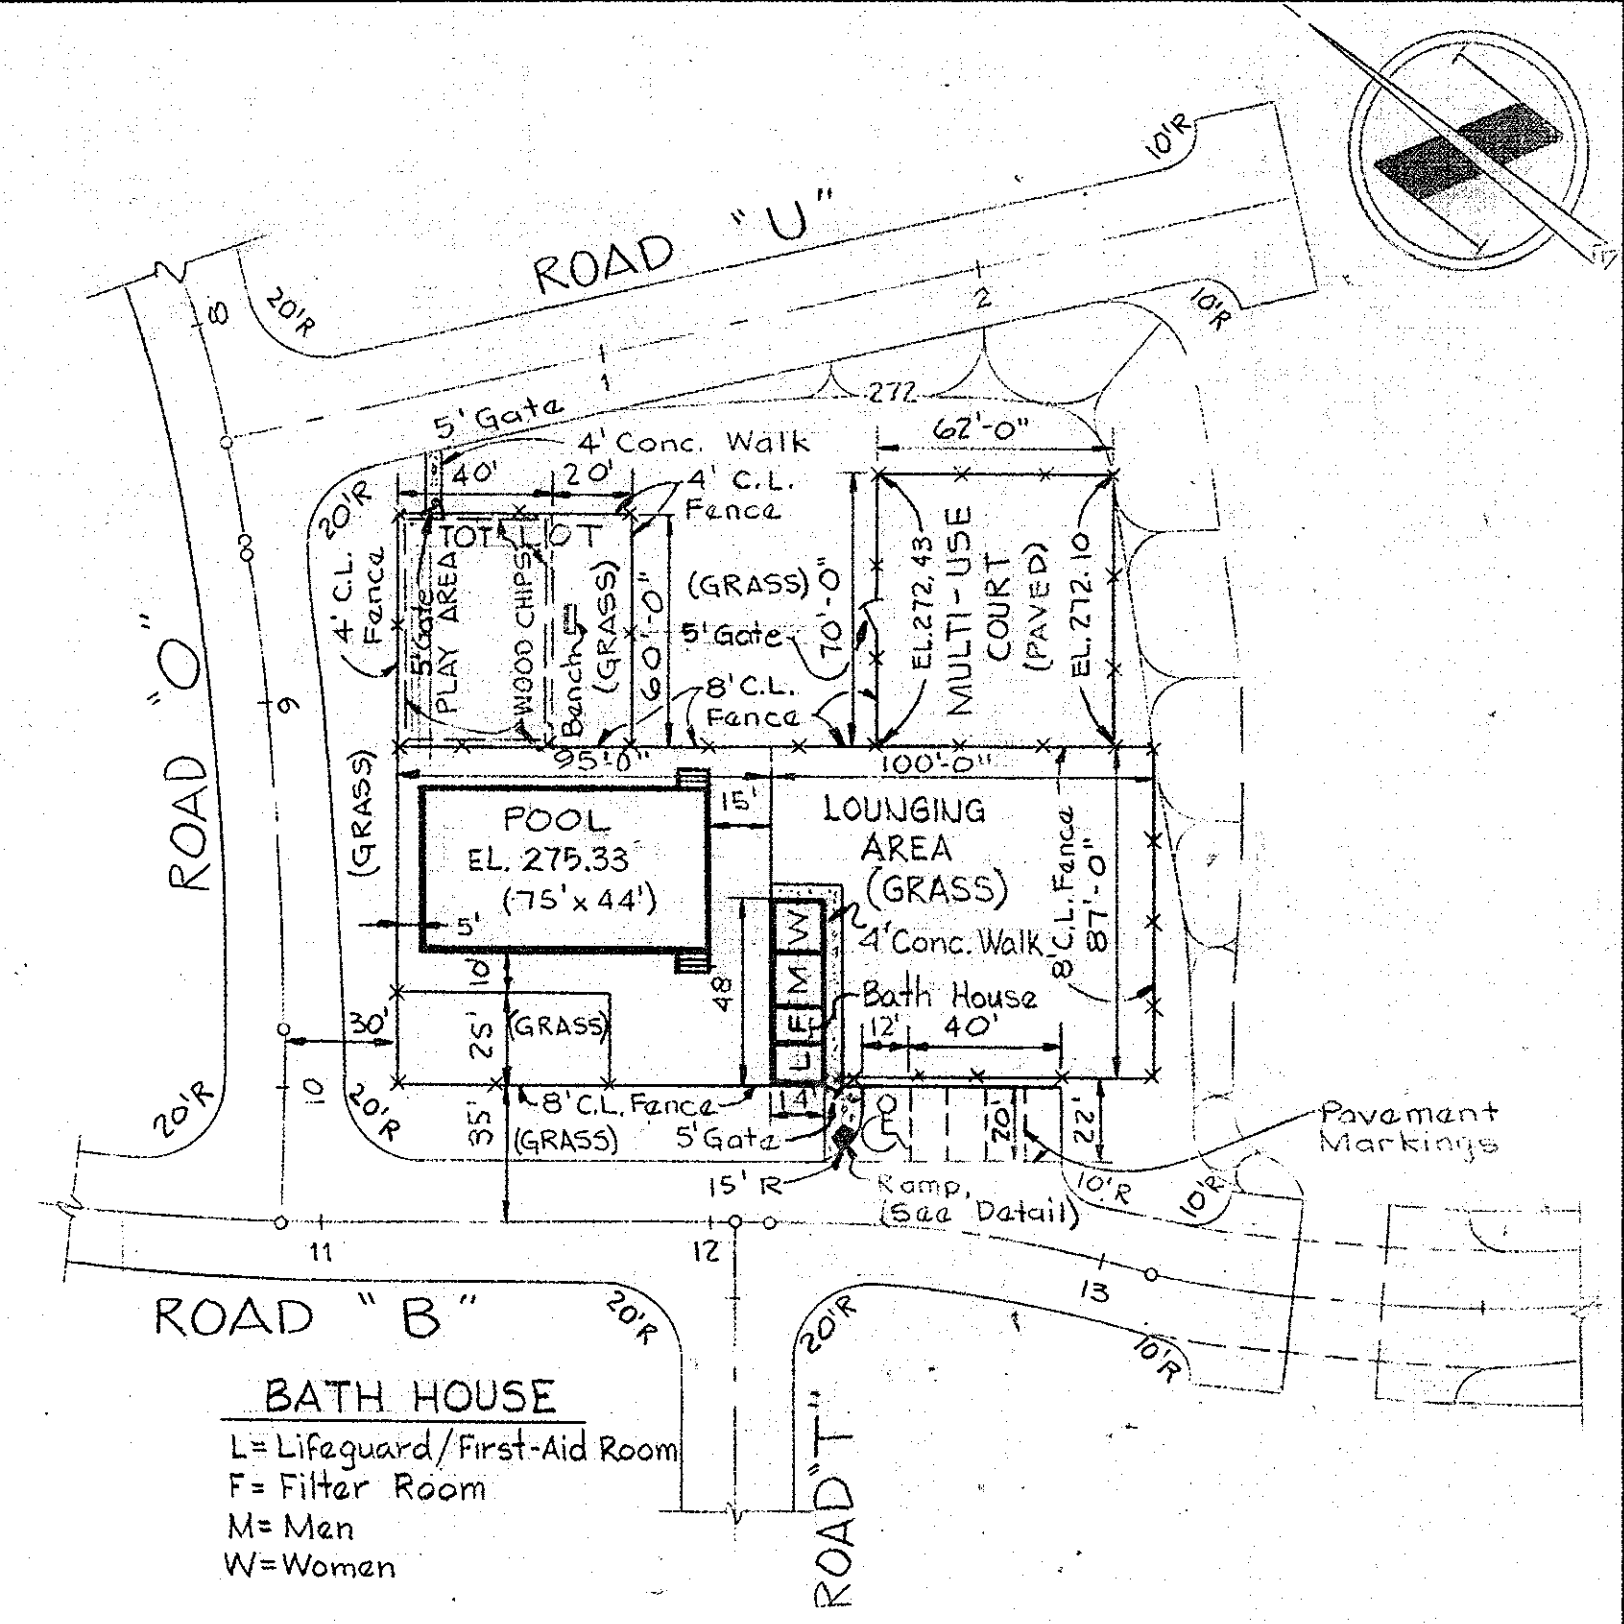 ROAD "U"
10'R
10'R
20'R
8
1
2
272
5' Gate
4' Conc. Walk
40'
20'
4' C.L.
Fence
62'-0"
20'R
4' C.L.
Fence
TOT LOT
5' Gate
PLAY AREA
WOOD CHIPS
Bench
(GRASS)
60'-0"
(GRASS)
5' Gate
70'-0"
8' C.L.
Fence
EL.272.43
MULTI-USE
COURT
(PAVED)
EL.272.10
ROAD "O"
9
(GRASS)
95'-0"
100'-0"
POOL
EL. 275.33
(75' x 44')
15'
LOUNGING
AREA
(GRASS)
8' C.L. Fence
87'-0"
5'
10'
W
M
F
L
48
4' Conc. Walk
Bath House
12'
40'
30'
25'
(GRASS)
10
20'R
20'R
35'
8' C.L. Fence
(GRASS)
14'
5' Gate
20'
22'
Pavement
Markings
15' R
Ramp,
(See Detail)
10'R
10'R
11
12
13
1
ROAD "B"
20'R
20'R
10'R
ROAD "T"
BATH HOUSE
L= Lifeguard/First-Aid Room
F= Filter Room
M= Men
W=Women